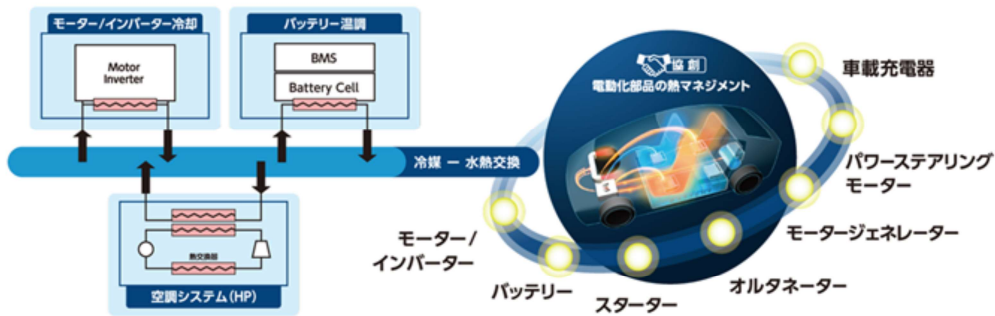 モーター/インバーター冷却
Motor
Inverter
バッテリー温調
BMS
Battery Cell
冷媒 － 水熱交換
熱交換器
空調システム(HP)
協創
電動化部品の熱マネジメント
車載充電器
パワーステアリング
モーター
モータージェネレーター
オルタネーター
スターター
バッテリー
モーター/
インバーター